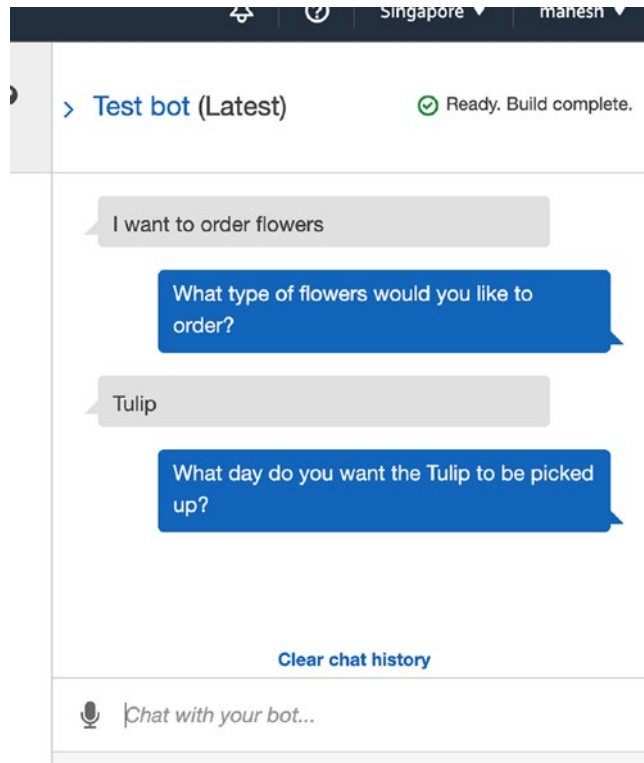 Singapore mahesh
Test bot (Latest) Ready. Build complete.
I want to order flowers
What type of flowers would you like to
order?
Tulip
What day do you want the Tulip to be picked
up?
Clear chat history
Chat with your bot...